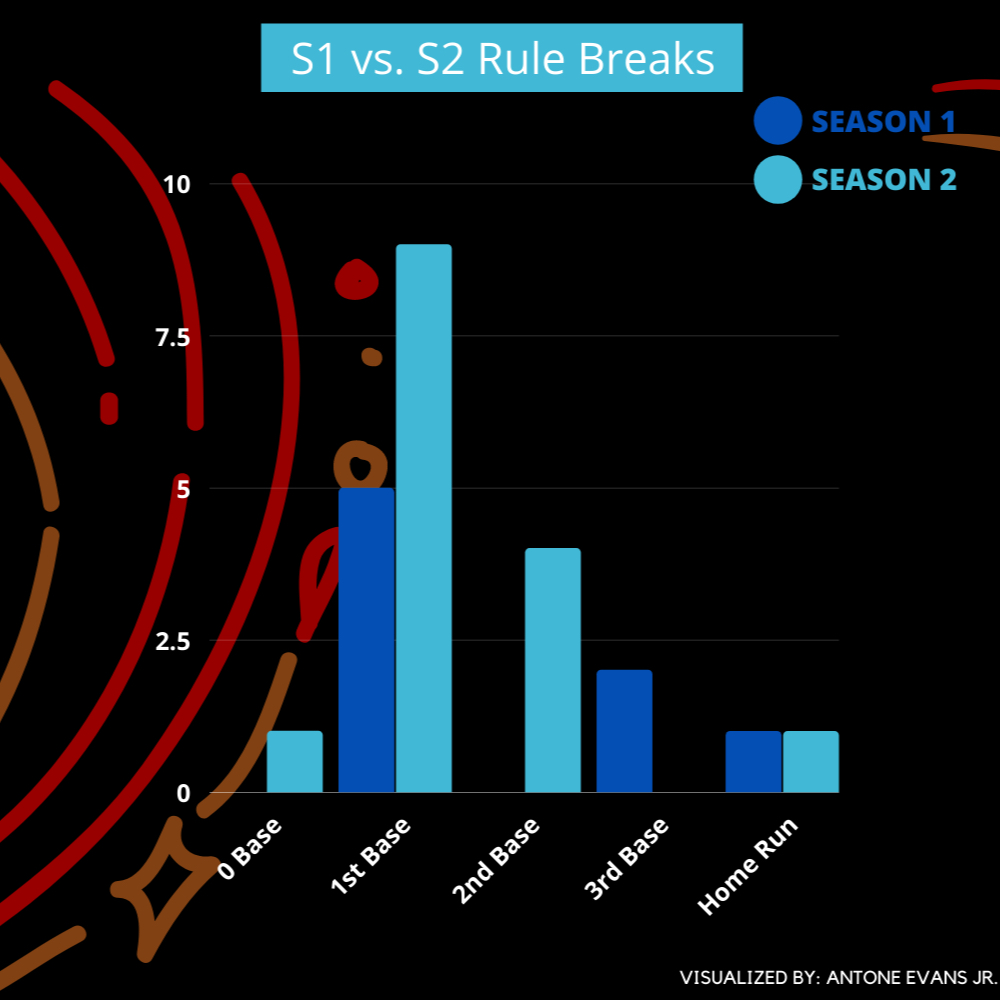 S1 vs. S2 Rule Breaks
SEASON 1
SEASON 2
10
7.5
5
2.5
0
0 Base
1st Base
2nd Base
3rd Base
Home Run
VISUALIZED BY: ANTONE EVANS JR.